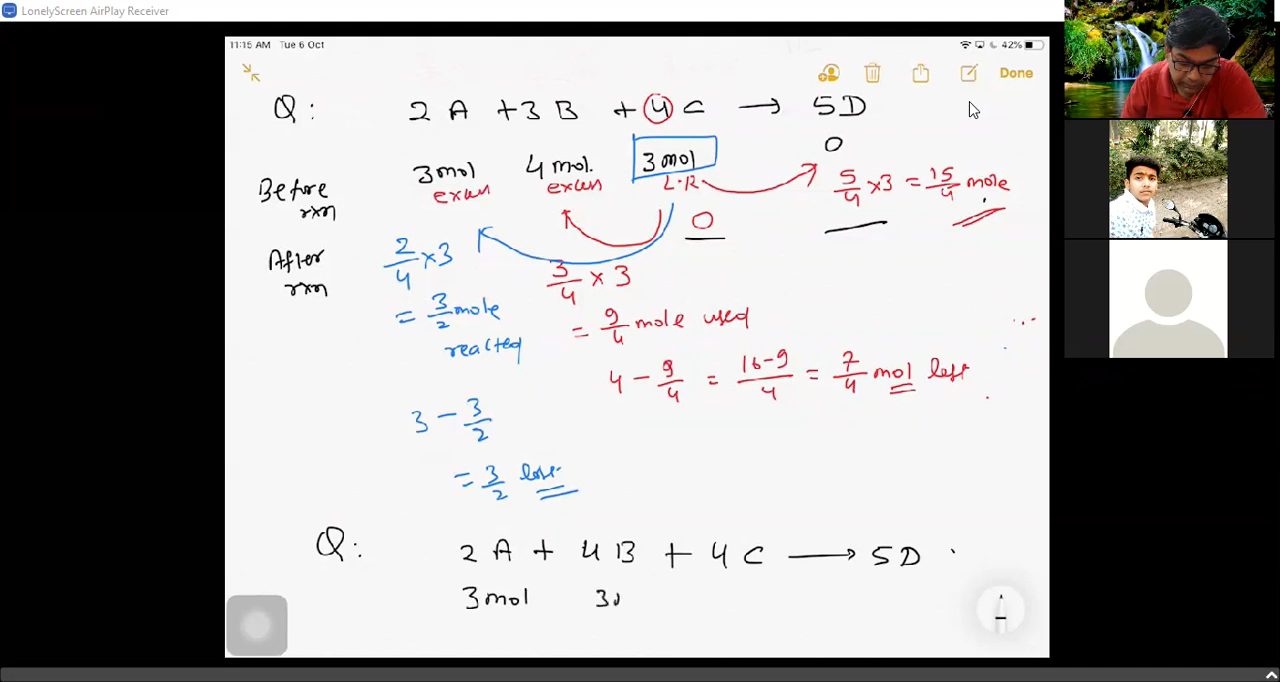 LonelyScreen AirPlay Receiver
11:15 AM Tue 6 Oct 42%
Done
Q: 2 A + 3 B + 4 C → 5 D
Before rxn 3 mol 4 mol. 3 mol 0
excess excess L.R 5/4 x 3 = 15/4 mole
After rxn 0
2/4 x 3 3/4 x 3
= 3/2 mole reacted = 9/4 mole used
4 - 9/4 = 16-9/4 = 7/4 mol left
3 - 3/2
= 3/2 left
Q: 2 A + 4 B + 4 C → 5 D
3 mol 3